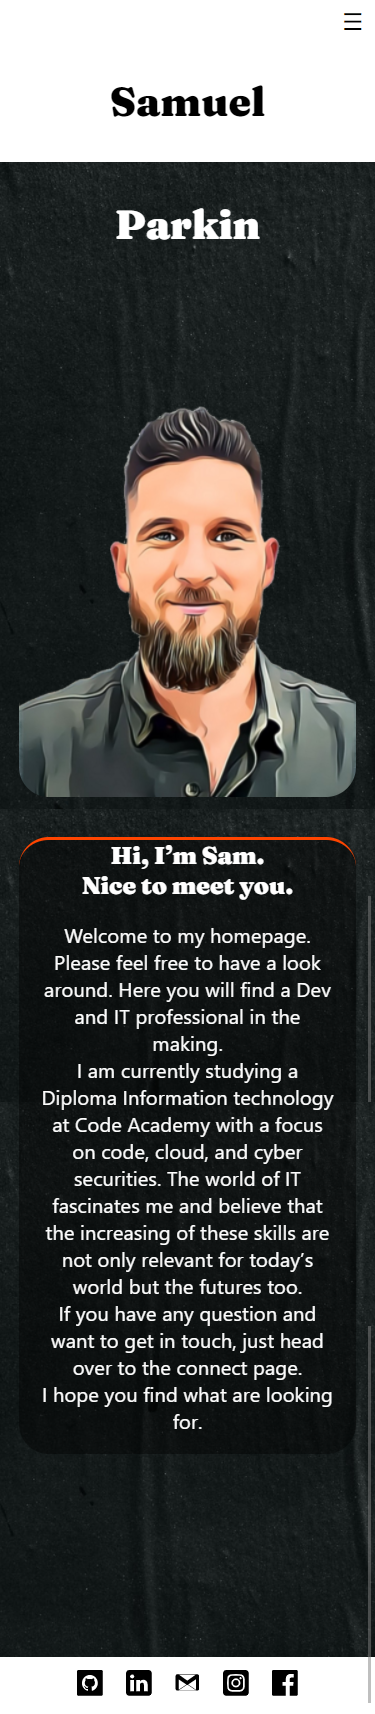 Samuel
Parkin
Hi, I’m Sam.
Nice to meet you.
Welcome to my homepage.
Please feel free to have a look
around. Here you will find a Dev
and IT professional in the
making.
I am currently studying a
Diploma Information technology
at Code Academy with a focus
on code, cloud, and cyber
securities. The world of IT
fascinates me and believe that
the increasing of these skills are
not only relevant for today’s
world but the futures too.
If you have any question and
want to get in touch, just head
over to the connect page.
I hope you find what are looking
for.